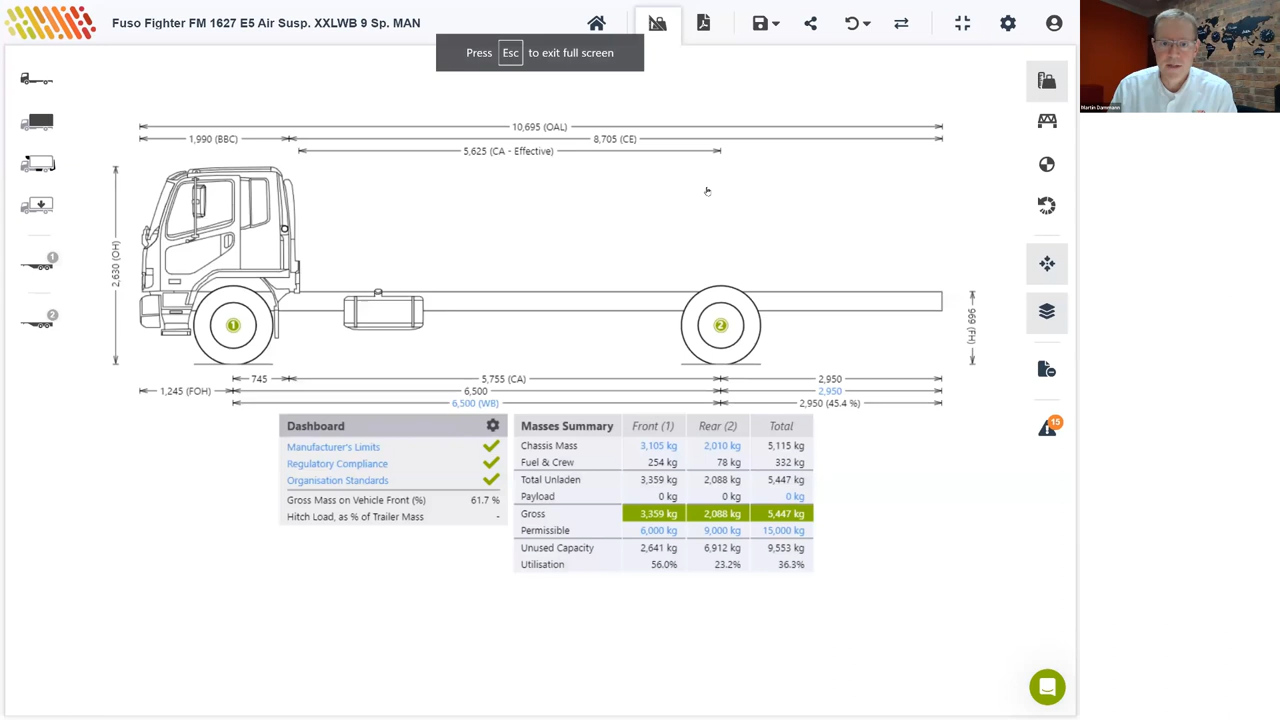 Fuso Fighter FM 1627 E5 Air Susp. XXLWB 9 Sp. MAN
Press Esc to exit full screen
Martin Dammann
10,695 (OAL)
1,990 (BBC) 8,705 (CE)
5,625 (CA - Effective)
2,630 (OH)
1
2
1
2
969 (FH)
745 5,755 (CA) 2,950
1,245 (FOH) 6,500 2,950
6,500 (WB) 2,950 (45.4 %)
15
Dashboard
Manufacturer's Limits
Regulatory Compliance
Organisation Standards
Gross Mass on Vehicle Front (%) 61.7 %
Hitch Load, as % of Trailer Mass -
Masses Summary Front (1) Rear (2) Total
Chassis Mass 3,105 kg 2,010 kg 5,115 kg
Fuel & Crew 254 kg 78 kg 332 kg
Total Unladen 3,359 kg 2,088 kg 5,447 kg
Payload 0 kg 0 kg 0 kg
Gross 3,359 kg 2,088 kg 5,447 kg
Permissible 6,000 kg 9,000 kg 15,000 kg
Unused Capacity 2,641 kg 6,912 kg 9,553 kg
Utilisation 56.0% 23.2% 36.3%